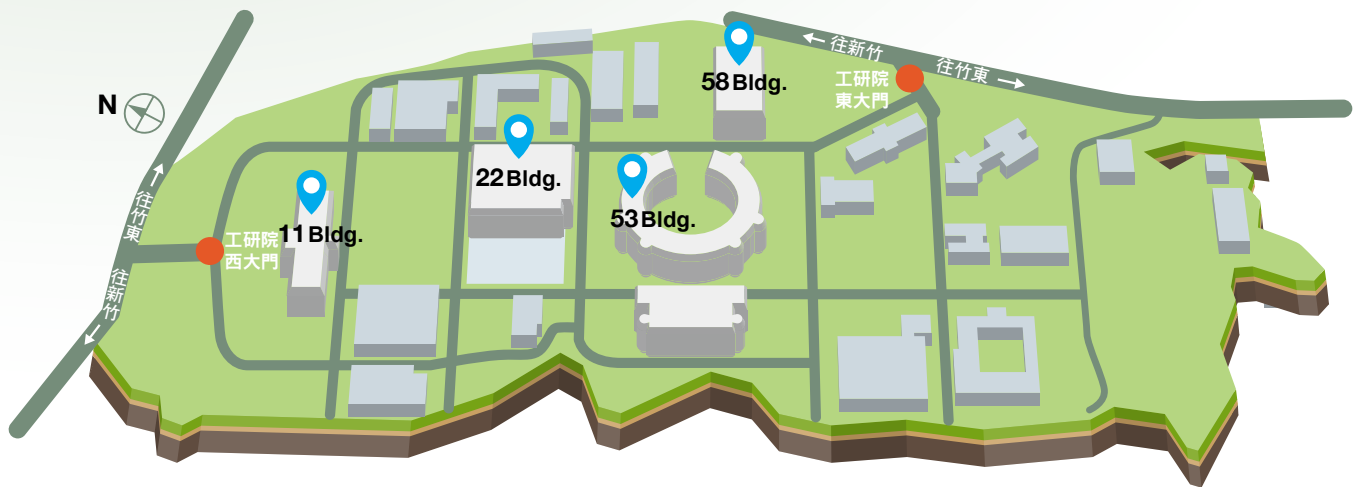 58 Bldg.
往新竹
往竹東
工研院
東大門
N
22 Bldg.
53 Bldg.
11 Bldg.
往竹東
工研院
西大門
往新竹